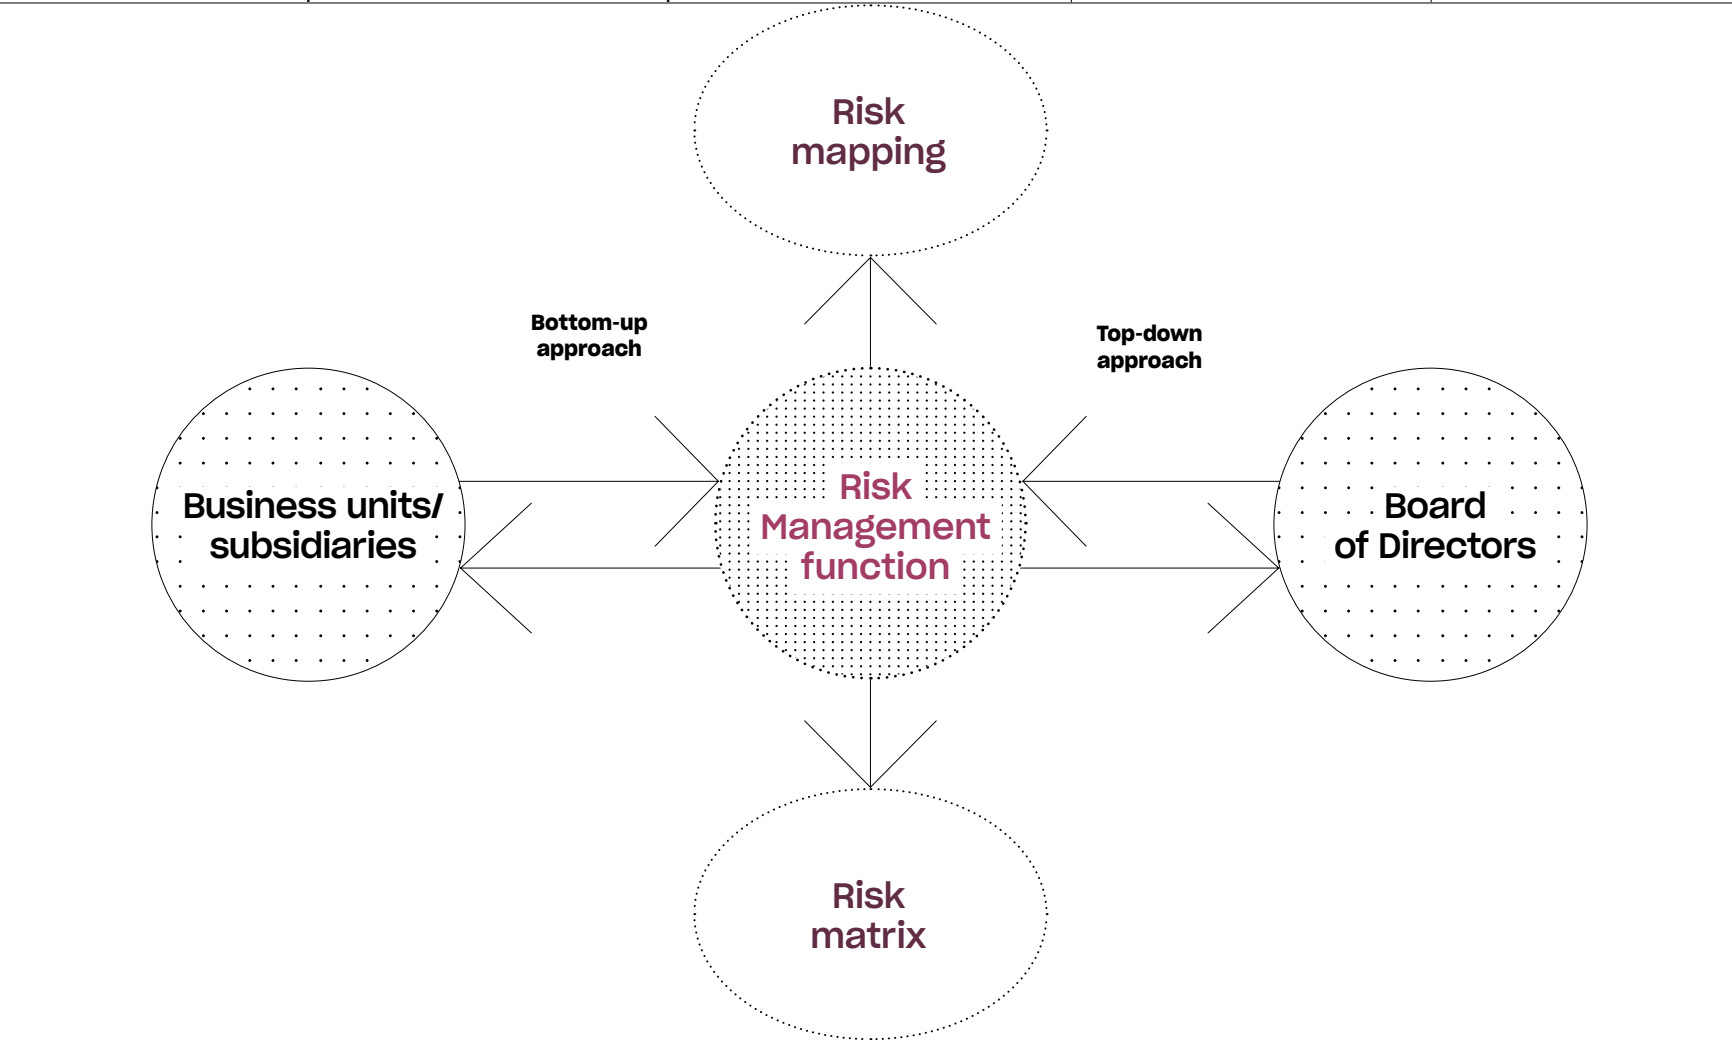 Risk
mapping
Bottom-up
approach
Top-down
approach
Business units/
subsidiaries
Risk
Management
function
Board
of Directors
Risk
matrix